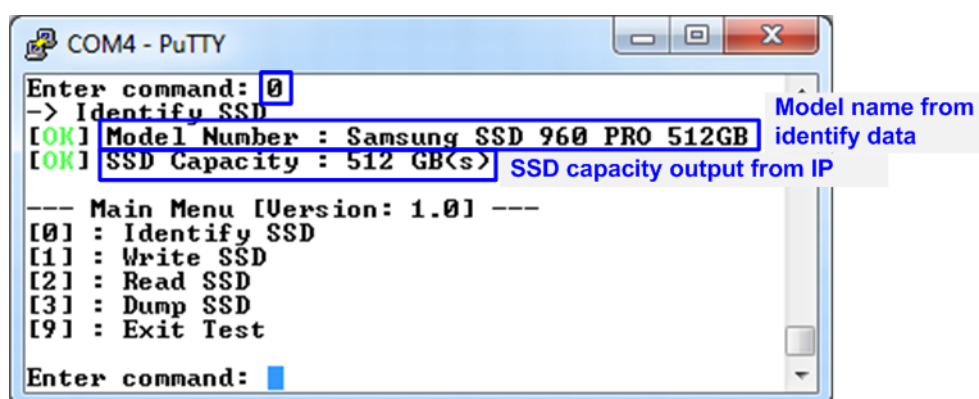 COM4 - PuTTY
Enter command: 0
-> Identify SSD
[OK] Model Number : Samsung SSD 960 PRO 512GB
[OK] SSD Capacity : 512 GB(s)
Model name from
identify data
SSD capacity output from IP
--- Main Menu [Version: 1.0] ---
[0] : Identify SSD
[1] : Write SSD
[2] : Read SSD
[3] : Dump SSD
[9] : Exit Test
Enter command: